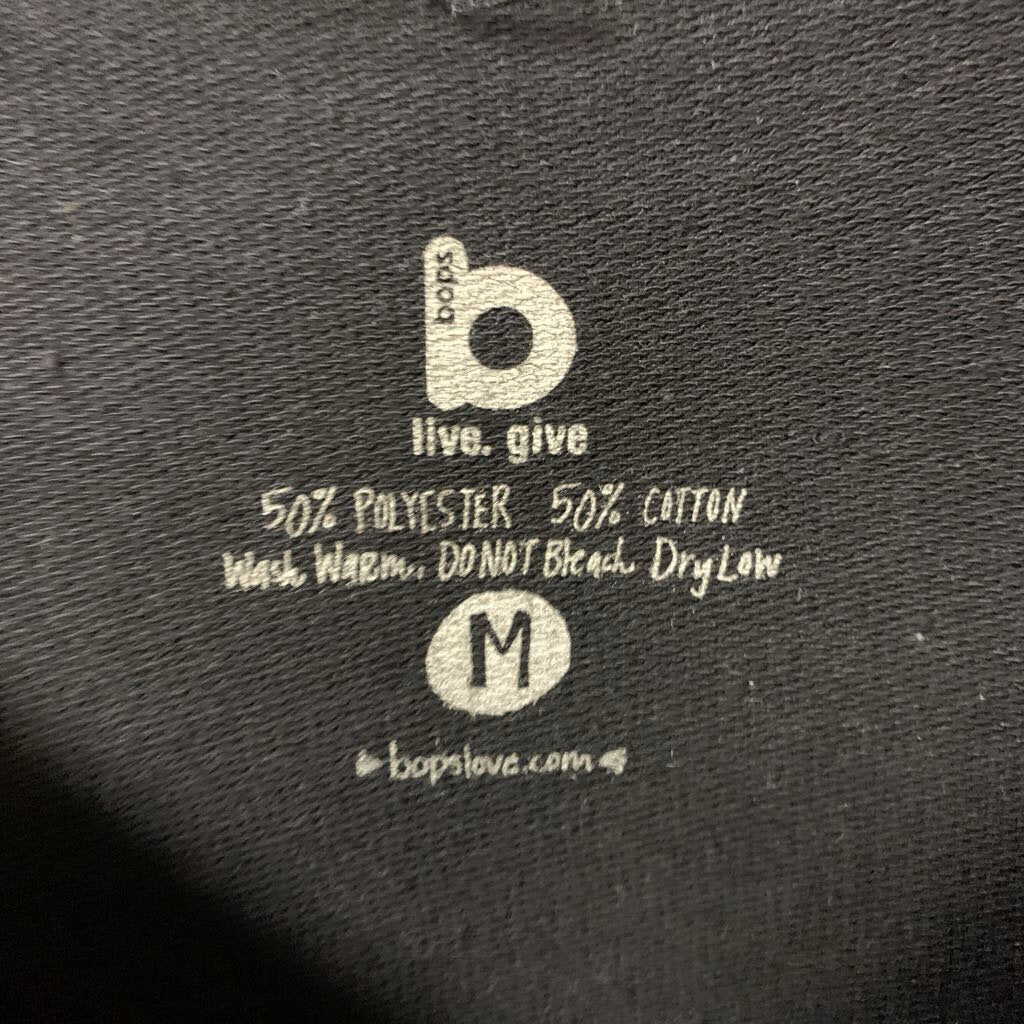 bops
b
live. give
50% POLYESTER 50% COTTON
Wash Warm. DO NOT Bleach. Dry Low
M
bopslove.com